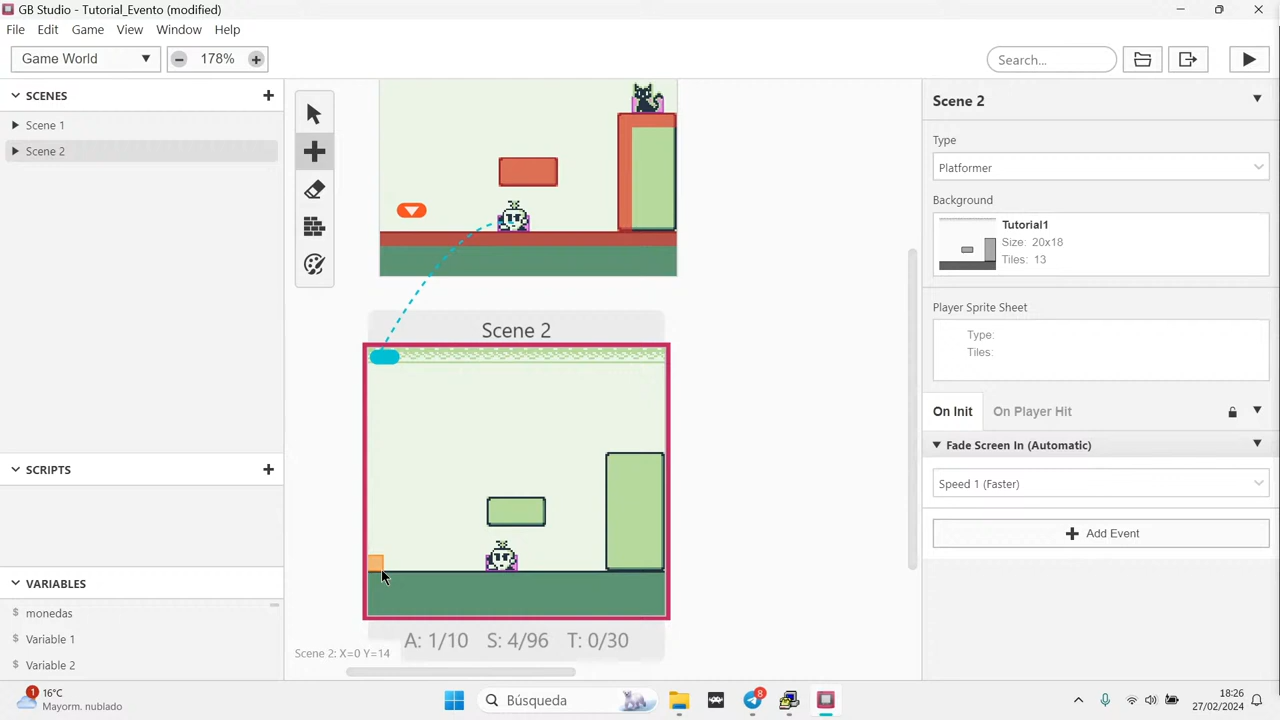 GB Studio - Tutorial_Evento (modified)
File Edit Game View Window Help
Game World 178% Search...
SCENES
Scene 1
Scene 2
SCRIPTS
VARIABLES
$ monedas
$ Variable 1
$ Variable 2
Scene 2
A: 1/10 S: 4/96 T: 0/30
Scene 2: X=0 Y=14
Scene 2
Type
Platformer
Background
Tutorial1
Size: 20x18
Tiles: 13
Player Sprite Sheet
Type:
Tiles:
On Init On Player Hit
Fade Screen In (Automatic)
Speed 1 (Faster)
Add Event
1
16°C
Mayorm. nublado
Búsqueda
8
18:26
27/02/2024